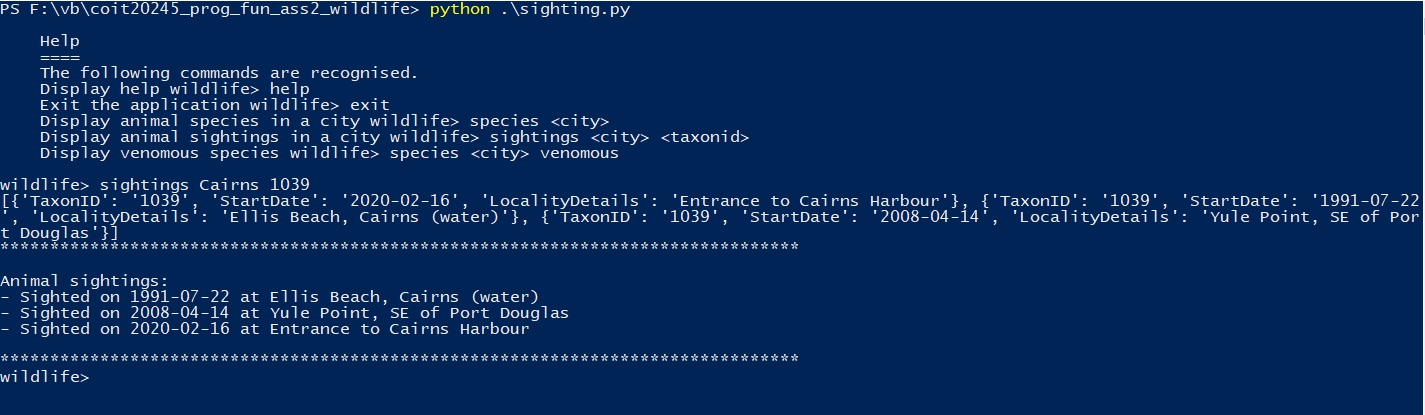 PS F:\vb\coit20245_prog_fun_ass2_wildlife> python .\sighting.py
Help
====
The following commands are recognised.
Display help wildlife> help
Exit the application wildlife> exit
Display animal species in a city wildlife> species <city>
Display animal sightings in a city wildlife> sightings <city> <taxonid>
Display venomous species wildlife> species <city> venomous
wildlife> sightings Cairns 1039
[{'TaxonID': '1039', 'StartDate': '2020-02-16', 'LocalityDetails': 'Entrance to Cairns Harbour'}, {'TaxonID': '1039', 'StartDate': '1991-07-22
', 'LocalityDetails': 'Ellis Beach, Cairns (water)'}, {'TaxonID': '1039', 'StartDate': '2008-04-14', 'LocalityDetails': 'Yule Point, SE of Por
t Douglas'}]
********************************************************************************
Animal sightings:
- Sighted on 1991-07-22 at Ellis Beach, Cairns (water)
- Sighted on 2008-04-14 at Yule Point, SE of Port Douglas
- Sighted on 2020-02-16 at Entrance to Cairns Harbour
********************************************************************************
wildlife>